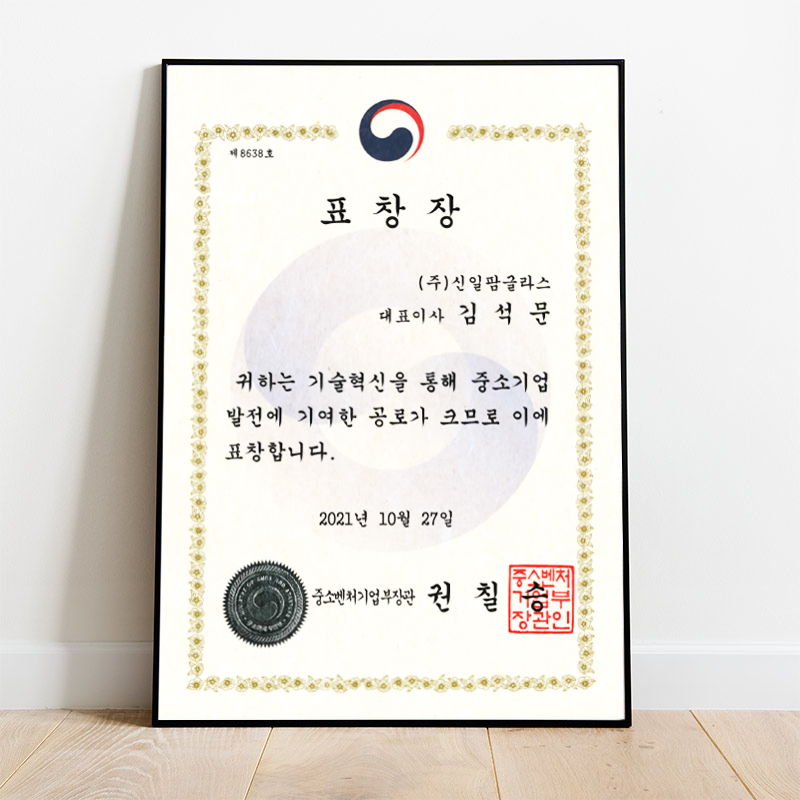 제 8638 호
표 창 장
(주)신일팜글라스
대표이사 김 석 문
귀하는 기술혁신을 통해 중소기업
발전에 기여한 공로가 크므로 이에
표창합니다.
2021년 10월 27일
중소벤처기업부장관 권 칠 승
중소벤처
기업부
장관인